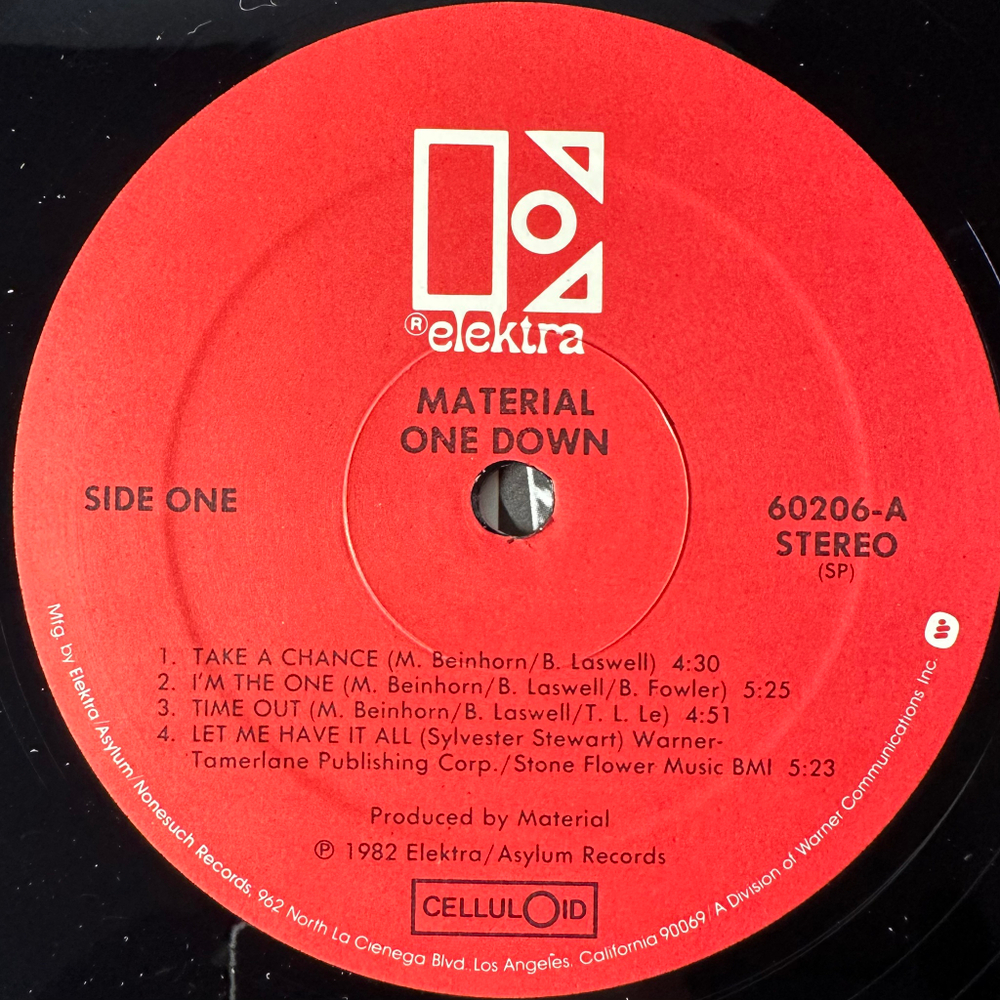 ® elektra
MATERIAL
ONE DOWN
SIDE ONE
60206-A
STEREO
(SP)
1. TAKE A CHANCE (M. Beinhorn/B. Laswell) 4:30
2. I'M THE ONE (M. Beinhorn/B. Laswell/B. Fowler) 5:25
3. TIME OUT (M. Beinhorn/B. Laswell/T. L. Le) 4:51
4. LET ME HAVE IT ALL (Sylvester Stewart) Warner-
Tamerlane Publishing Corp./Stone Flower Music BMI 5:23
Produced by Material
℗ 1982 Elektra/Asylum Records
CELLULOID
Mfg. by Elektra/Asylum/Nonesuch Records, 962 North La Cienega Blvd. Los Angeles, California 90069/A Division of Warner Communications Inc.